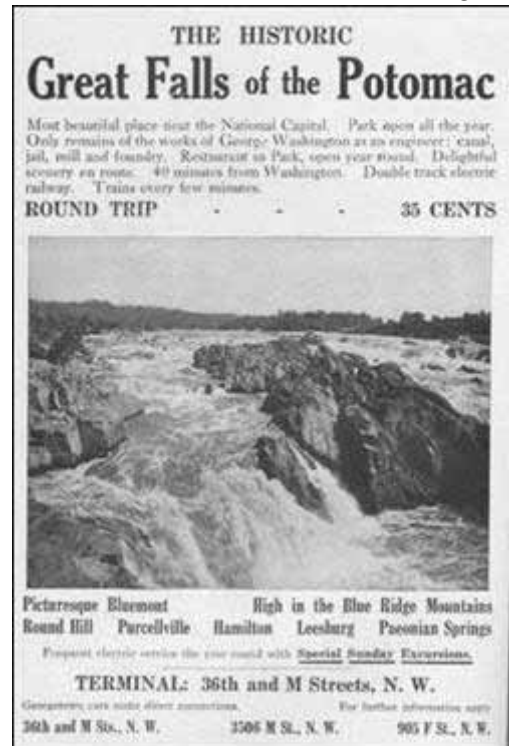 THE HISTORIC
Great Falls of the Potomac
Most beautiful place near the National Capital. Park open all the year.
Only remains of the works of George Washington as an engineer: canal,
jail, mill and foundry. Restaurant in Park, open year round. Delightful
scenery en route. 40 minutes from Washington. Double track electric
railway. Trains every few minutes.
ROUND TRIP - - - 35 CENTS
Picturesque Bluemont High in the Blue Ridge Mountains
Round Hill Purcellville Hamilton Leesburg Paeonian Springs
Frequent electric service the year round with Special Sunday Excursions.
TERMINAL: 36th and M Streets, N. W.
Georgetown cars make direct connections. For further information apply
36th and M Sts., N. W. 3506 M St., N. W. 905 F St., N. W.